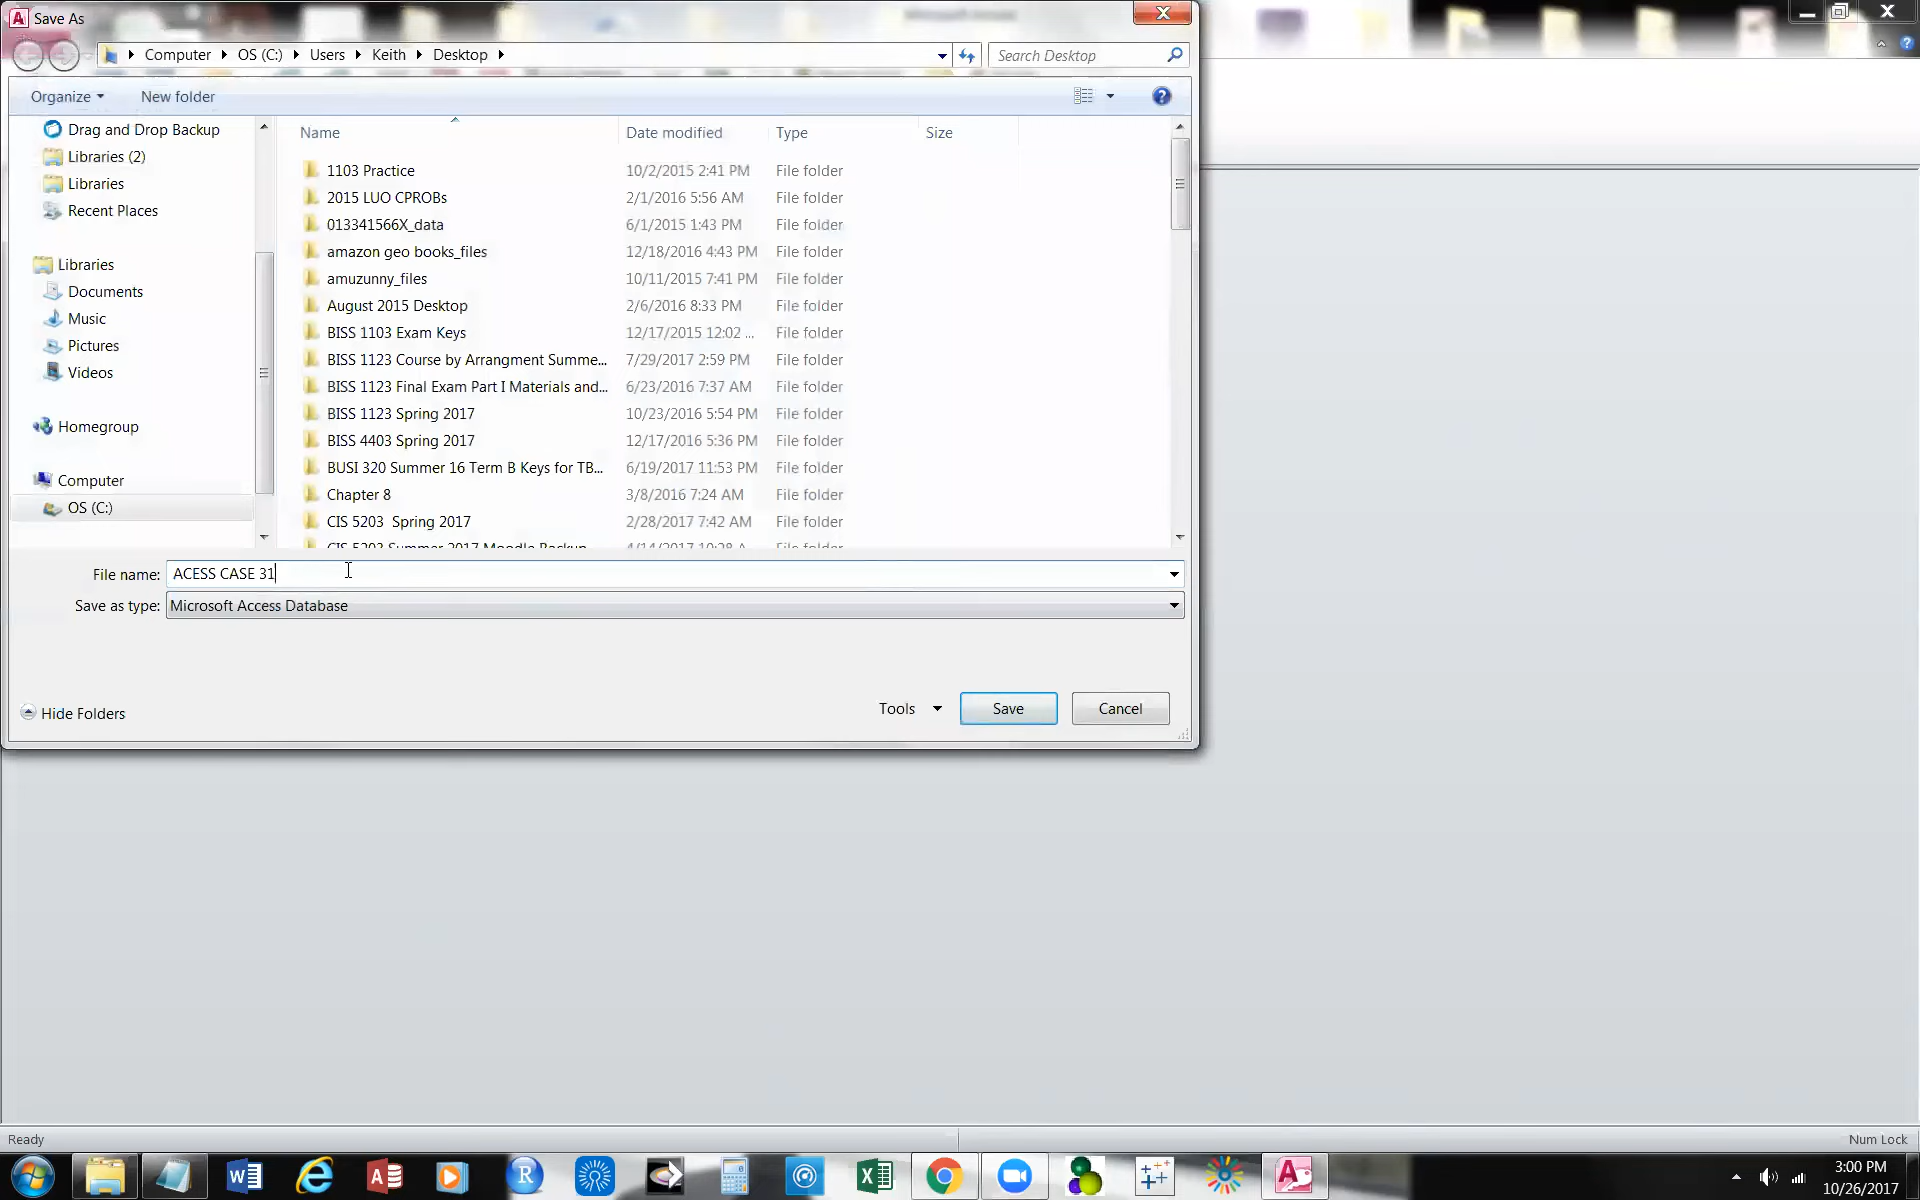 Save As
Computer OS (C:) Users Keith Desktop
Search Desktop
Organize New folder
Drag and Drop Backup
Libraries (2)
Libraries
Recent Places
Libraries
Documents
Music
Pictures
Videos
Homegroup
Computer
OS (C:)
Name Date modified Type Size
1103 Practice 10/2/2015 2:41 PM File folder
2015 LUO CPROBs 2/1/2016 5:56 AM File folder
013341566X_data 6/1/2015 1:43 PM File folder
amazon geo books_files 12/18/2016 4:43 PM File folder
amuzunny_files 10/11/2015 7:41 PM File folder
August 2015 Desktop 2/6/2016 8:33 PM File folder
BISS 1103 Exam Keys 12/17/2015 12:02 ... File folder
BISS 1123 Course by Arrangment Summe... 7/29/2017 2:59 PM File folder
BISS 1123 Final Exam Part I Materials and... 6/23/2016 7:37 AM File folder
BISS 1123 Spring 2017 10/23/2016 5:54 PM File folder
BISS 4403 Spring 2017 12/17/2016 5:36 PM File folder
BUSI 320 Summer 16 Term B Keys for TB... 6/19/2017 11:53 PM File folder
Chapter 8 3/8/2016 7:24 AM File folder
CIS 5203 Spring 2017 2/28/2017 7:42 AM File folder
CIS 5203 Summer 2017 Moodle Backup
File name: ACESS CASE 31
Save as type: Microsoft Access Database
Hide Folders
Tools Save Cancel
Ready
Num Lock
3:00 PM
10/26/2017